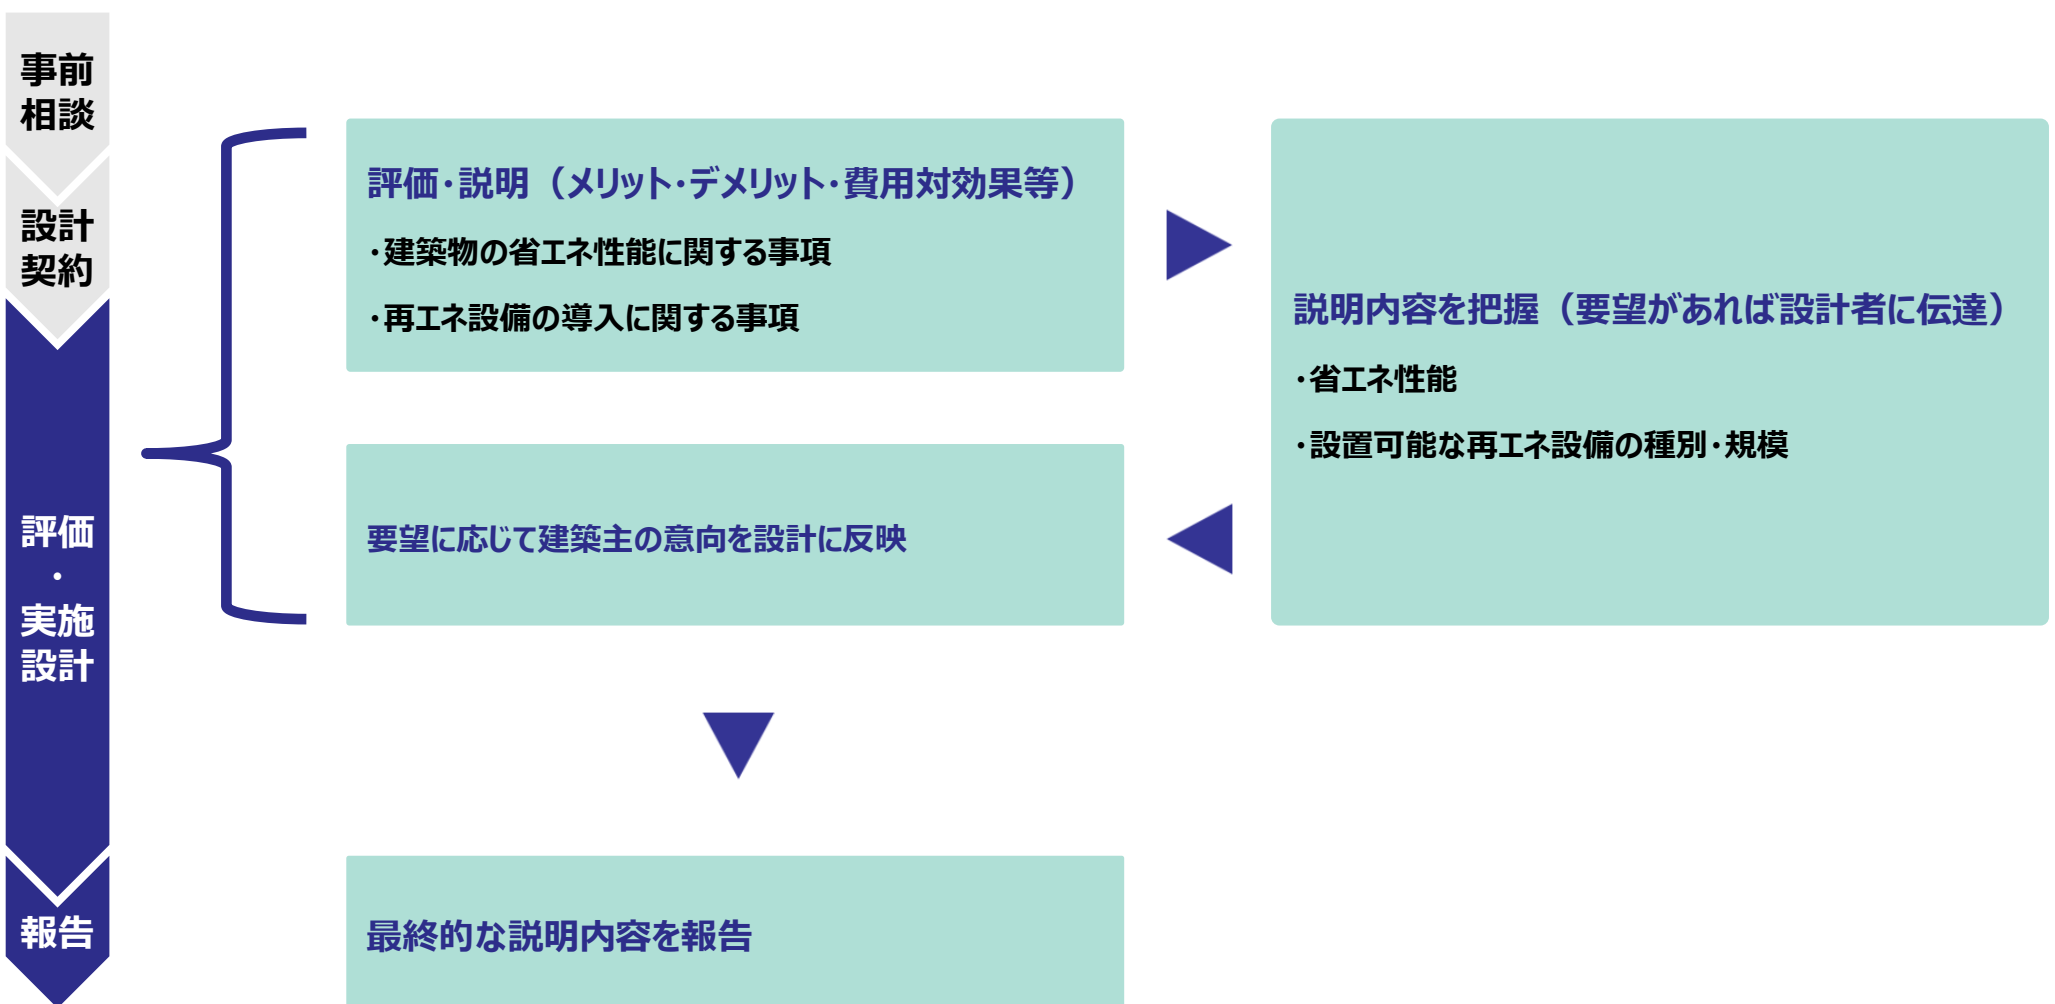 事前
相談
設計
契約
評価
・
実施
設計
報告
評価・説明（メリット・デメリット・費用対効果等）
・建築物の省エネ性能に関する事項
・再エネ設備の導入に関する事項
要望に応じて建築主の意向を設計に反映
説明内容を把握（要望があれば設計者に伝達）
・省エネ性能
・設置可能な再エネ設備の種別・規模
最終的な説明内容を報告